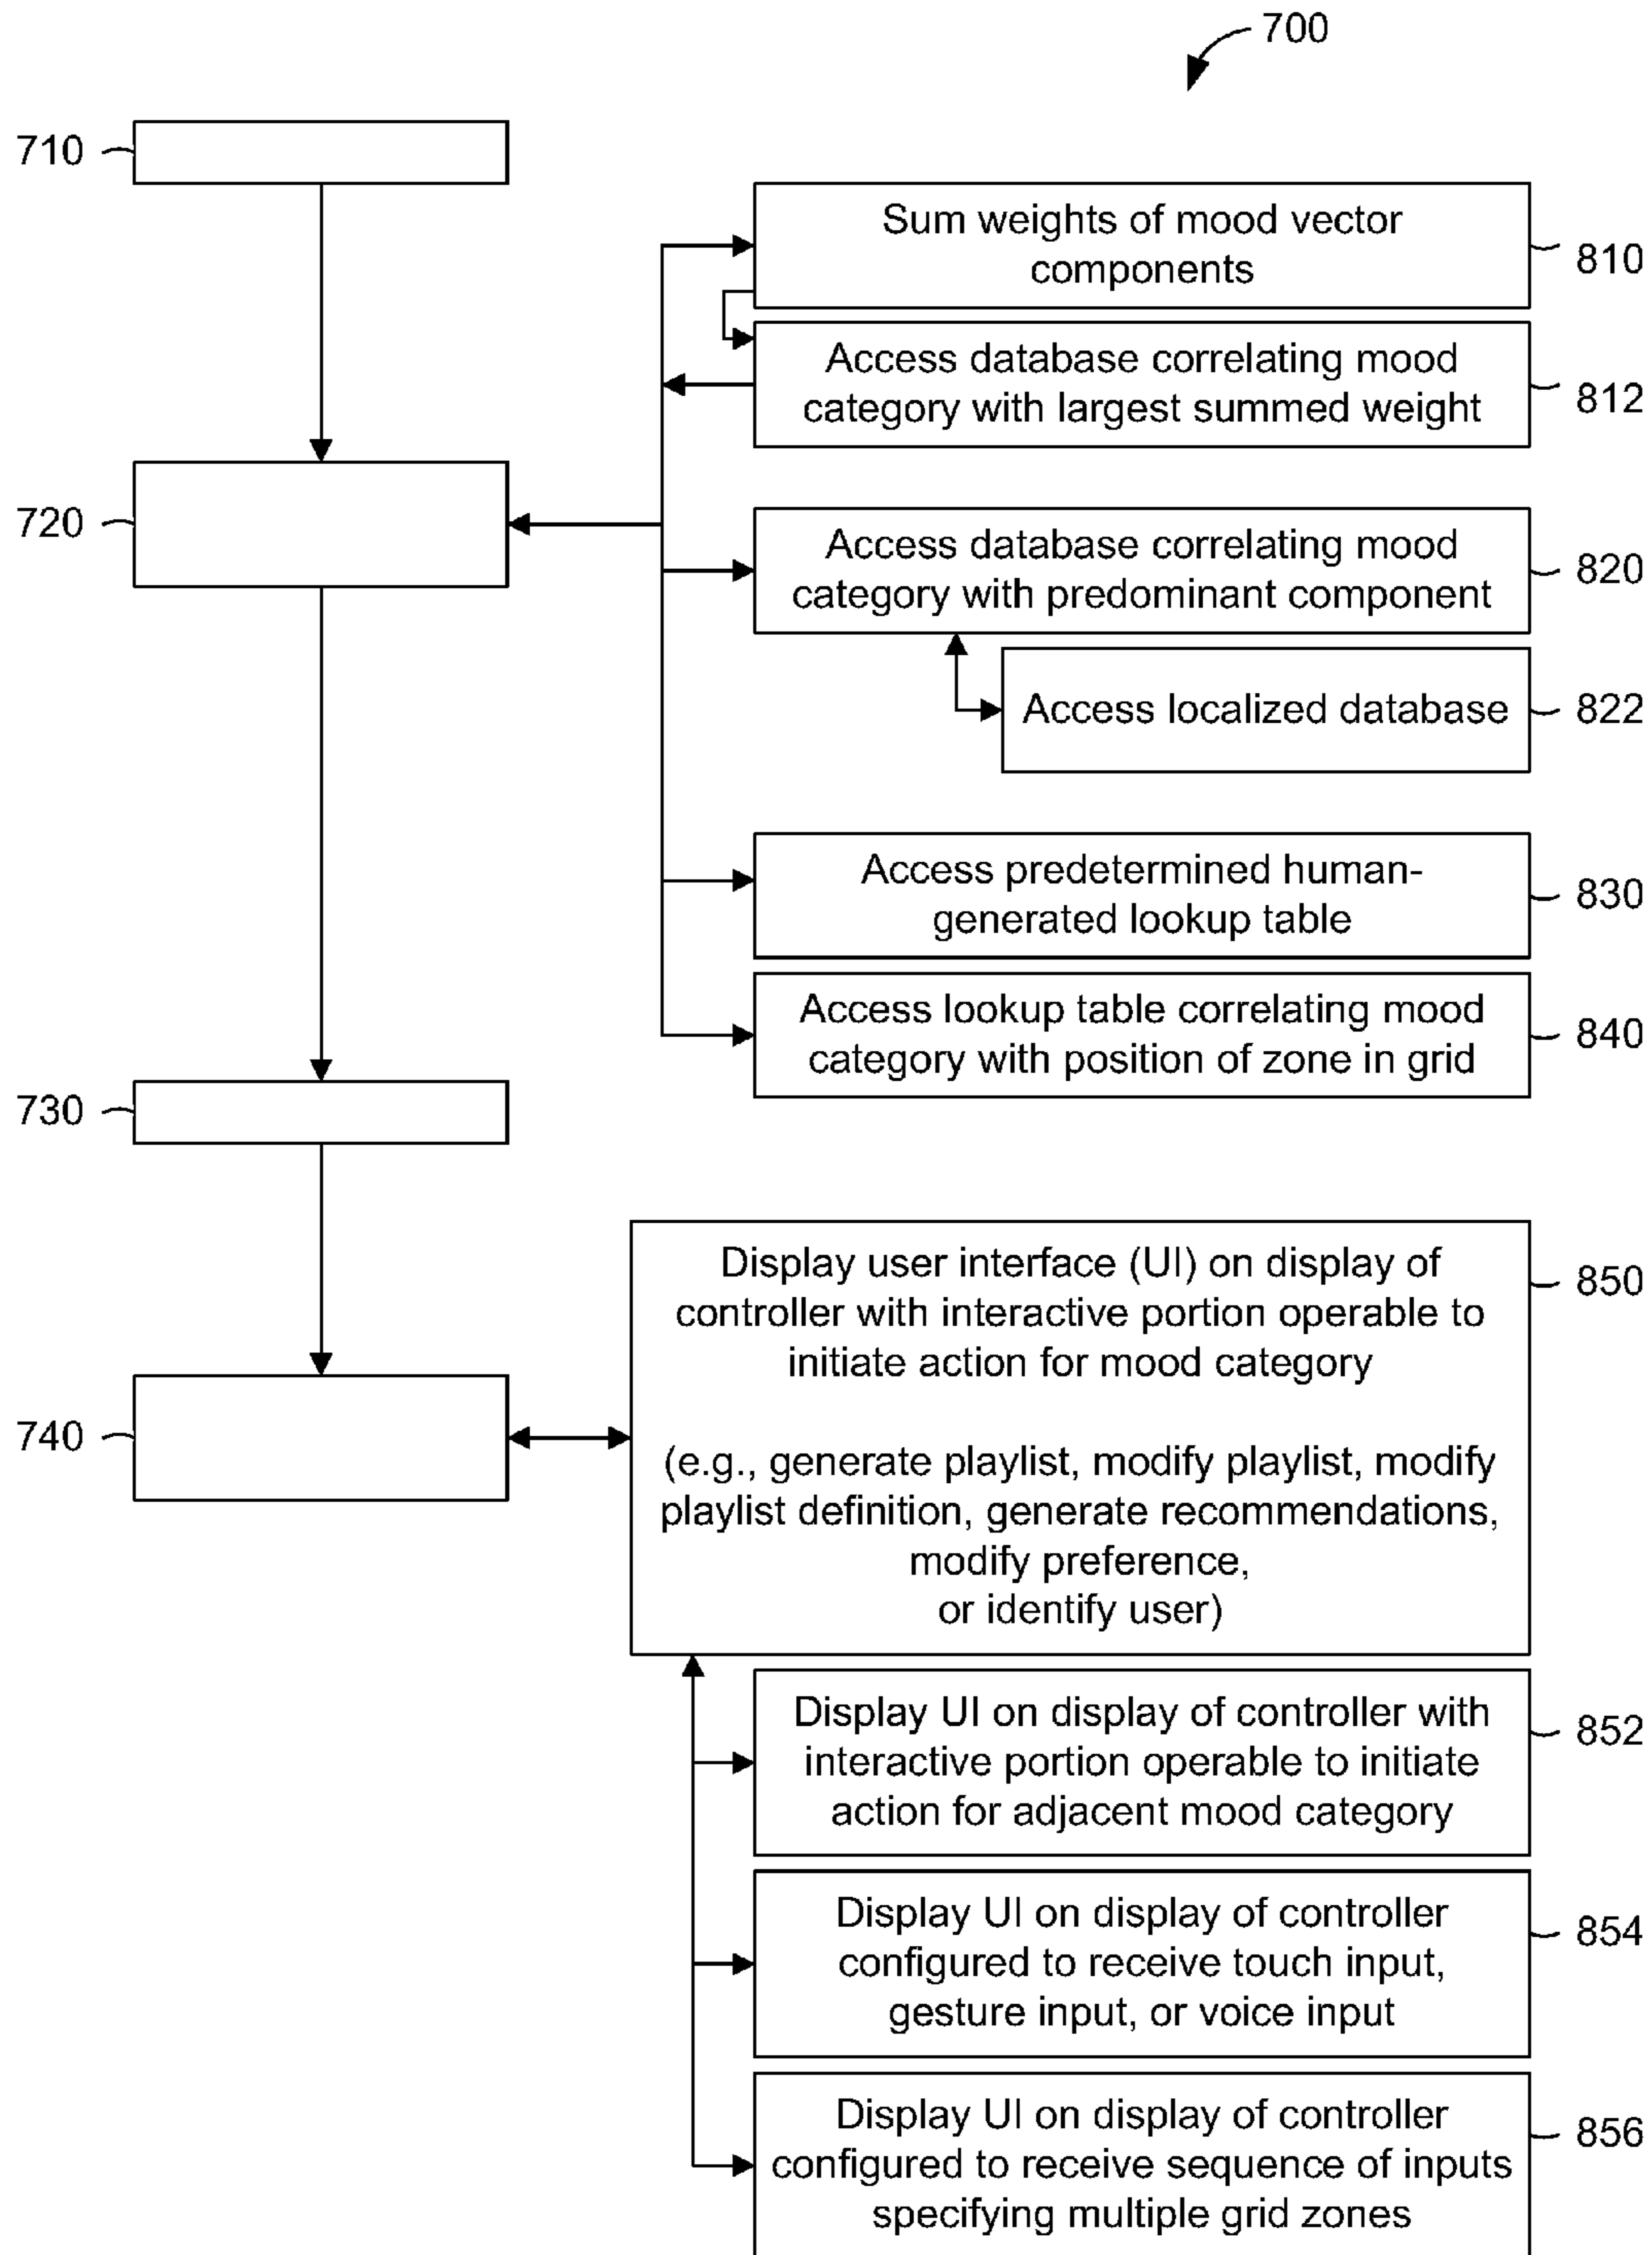 700
710
Sum weights of mood vector
components
810
Access database correlating mood
category with largest summed weight
812
720
Access database correlating mood
category with predominant component
820
Access localized database
822
Access predetermined human-
generated lookup table
830
Access lookup table correlating mood
category with position of zone in grid
840
730
Display user interface (UI) on display of
controller with interactive portion operable to
initiate action for mood category
(e.g., generate playlist, modify playlist, modify
playlist definition, generate recommendations,
modify preference,
or identify user)
850
740
Display UI on display of controller with
interactive portion operable to initiate
action for adjacent mood category
852
Display UI on display of controller
configured to receive touch input,
gesture input, or voice input
854
Display UI on display of controller
configured to receive sequence of inputs
specifying multiple grid zones
856